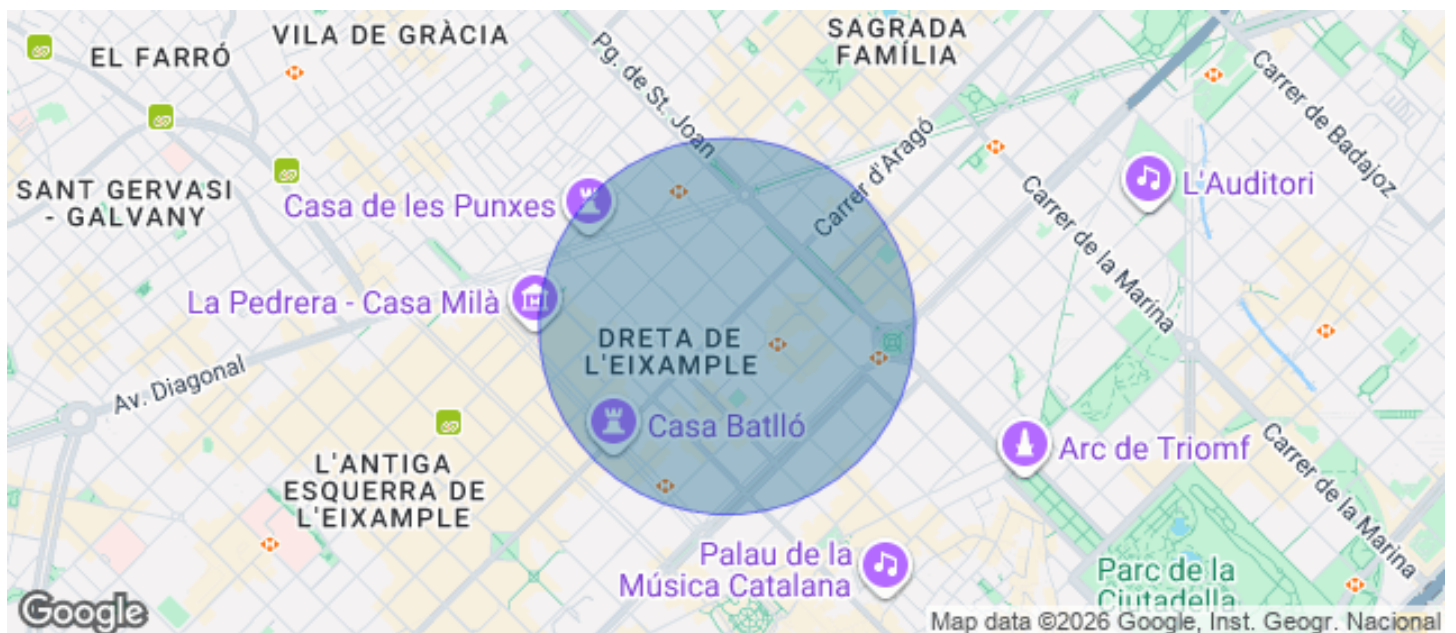 EL FARRÓ
VILA DE GRÀCIA
Pg. de St. Joan
SAGRADA
FAMÍLIA
Carrer de Badajoz
SANT GERVASI
- GALVANY
Casa de les Punxes
Carrer d'Aragó
L'Auditori
Carrer de la Marina
La Pedrera - Casa Milà
DRETA DE
L'EIXAMPLE
Av. Diagonal
Casa Batlló
Arc de Triomf
Carrer de la Marina
L'ANTIGA
ESQUERRA DE
L'EIXAMPLE
Palau de la
Música Catalana
Parc de la
Ciutadella
Google
Map data ©2026 Google, Inst. Geogr. Nacional